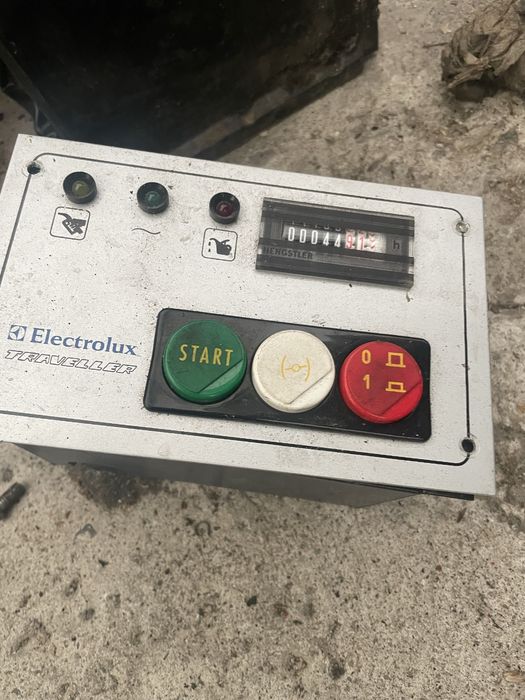 h
HENGSTLER
Electrolux
TRAVELLER
START
0
1